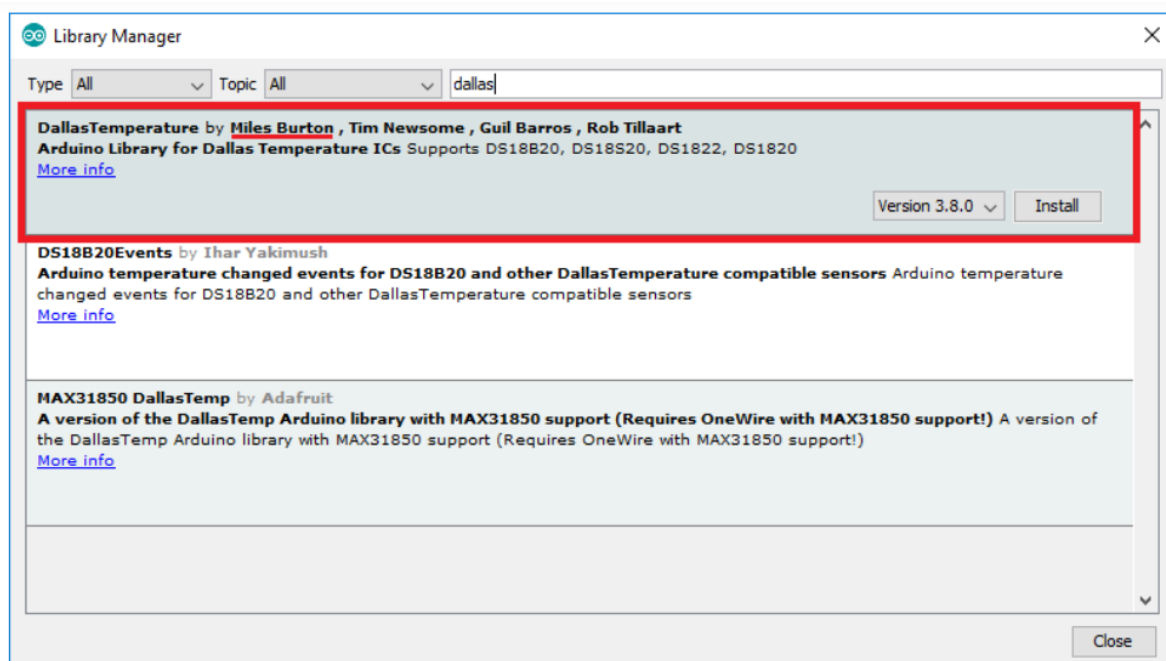 Library Manager
Type All Topic All dallas
DallasTemperature by Miles Burton , Tim Newsome , Guil Barros , Rob Tillaart
Arduino Library for Dallas Temperature ICs Supports DS18B20, DS18S20, DS1822, DS1820
More info
Version 3.8.0 Install
DS18B20Events by Ihar Yakimush
Arduino temperature changed events for DS18B20 and other DallasTemperature compatible sensors Arduino temperature
changed events for DS18B20 and other DallasTemperature compatible sensors
More info
MAX31850 DallasTemp by Adafruit
A version of the DallasTemp Arduino library with MAX31850 support (Requires OneWire with MAX31850 support!) A version of
the DallasTemp Arduino library with MAX31850 support (Requires OneWire with MAX31850 support!)
More info
Close